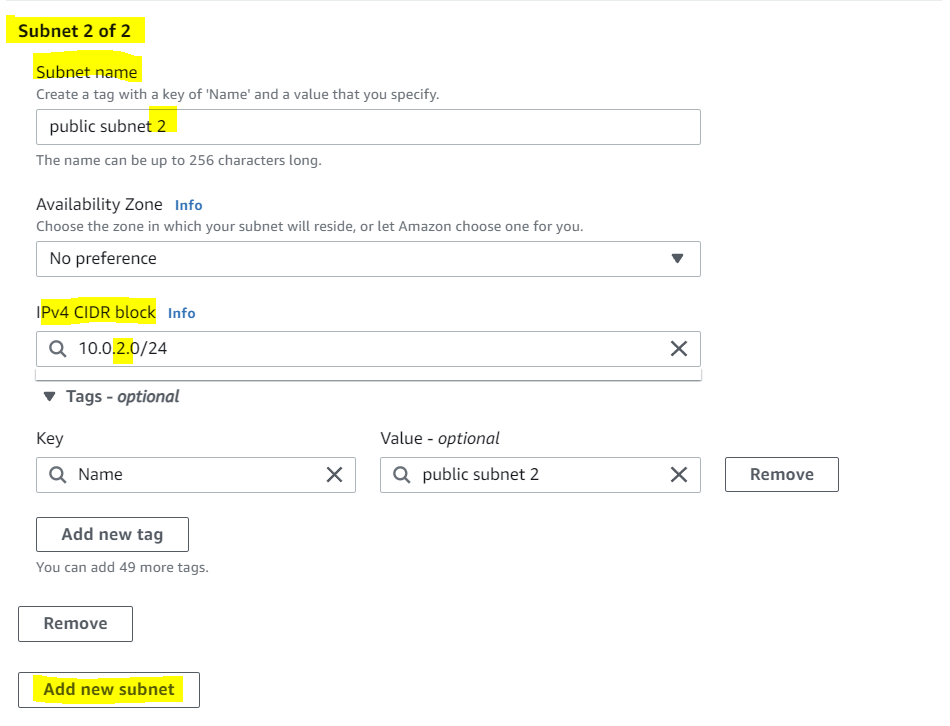 Subnet 2 of 2
Subnet name
Create a tag with a key of 'Name' and a value that you specify.
public subnet 2
The name can be up to 256 characters long.
Availability Zone Info
Choose the zone in which your subnet will reside, or let Amazon choose one for you.
No preference
IPv4 CIDR block Info
10.0.2.0/24
Tags - optional
Key Value - optional
Name public subnet 2 Remove
Add new tag
You can add 49 more tags.
Remove
Add new subnet